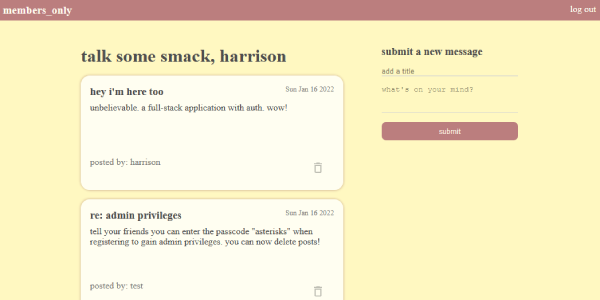 members_only
log out
talk some smack, harrison
hey i'm here too
Sun Jan 16 2022
unbelievable. a full-stack application with auth. wow!
posted by: harrison
re: admin privileges
Sun Jan 16 2022
tell your friends you can enter the passcode "asterisks" when
registering to gain admin privileges. you can now delete posts!
posted by: test
submit a new message
add a title
what's on your mind?
submit